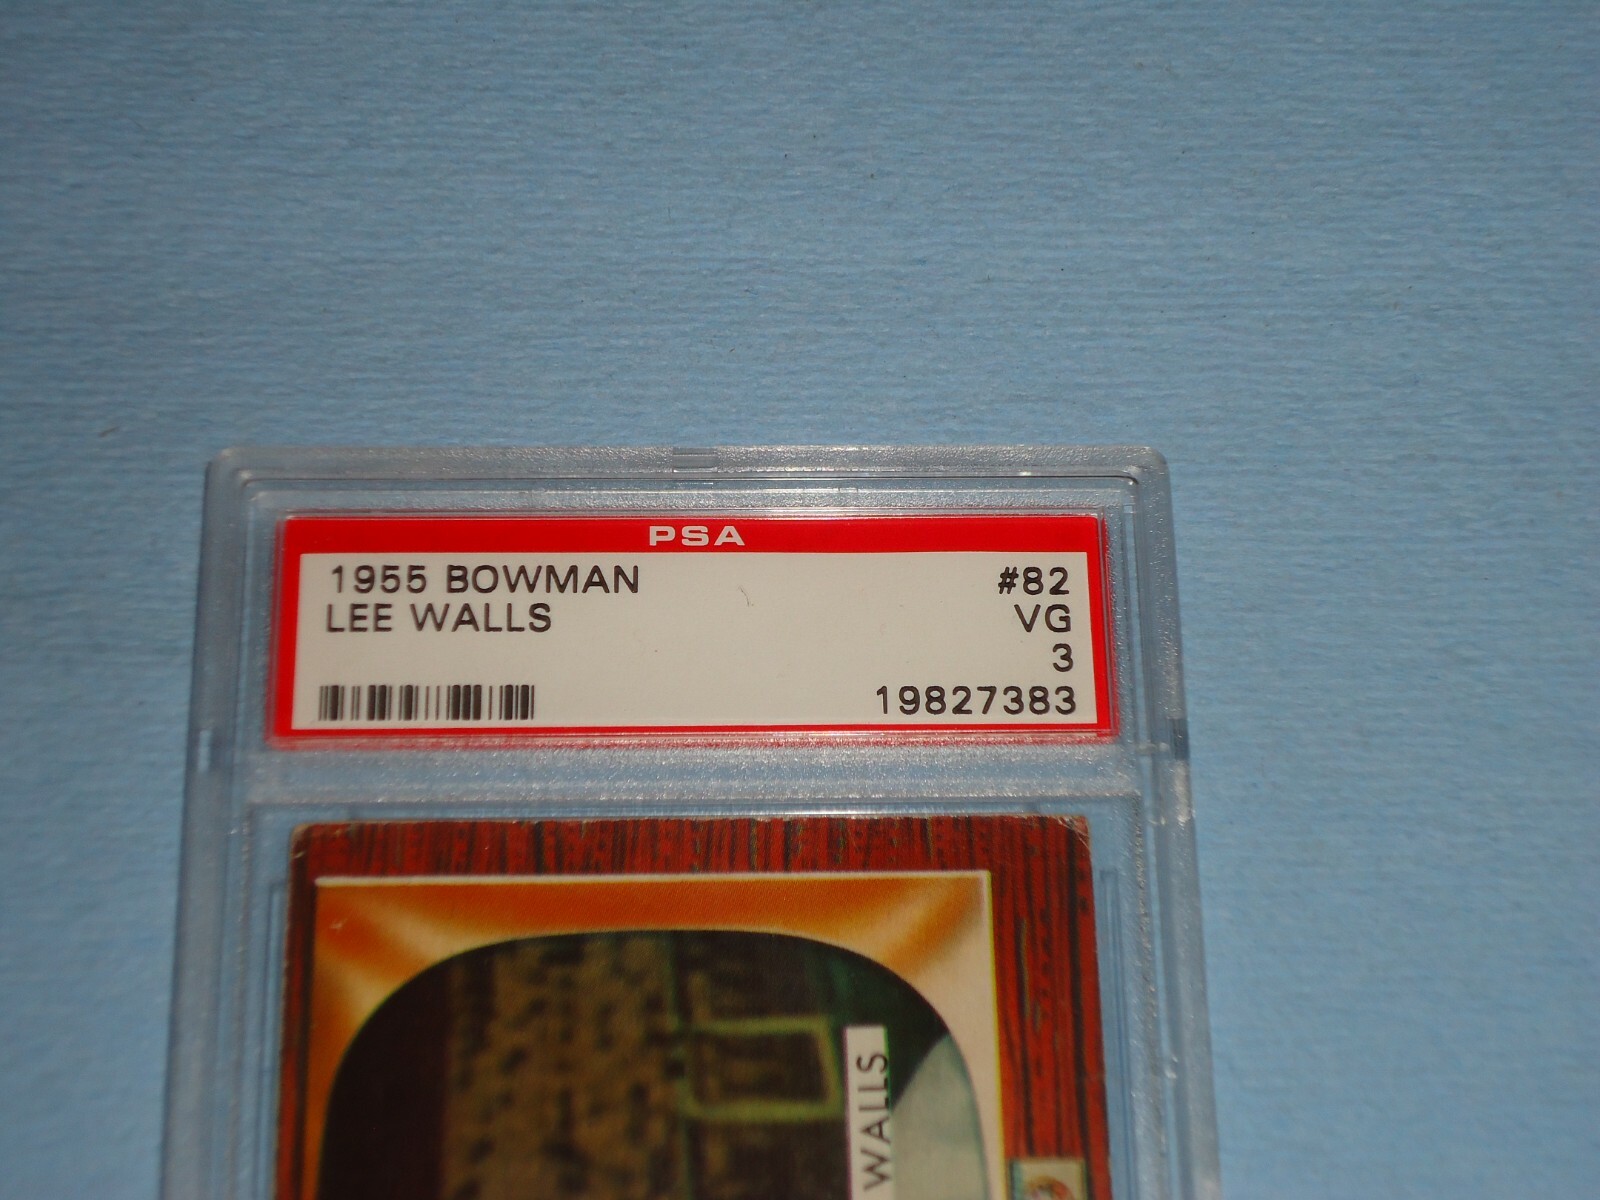 PSA
1955 BOWMAN #82
LEE WALLS VG
3
19827383
WALLS